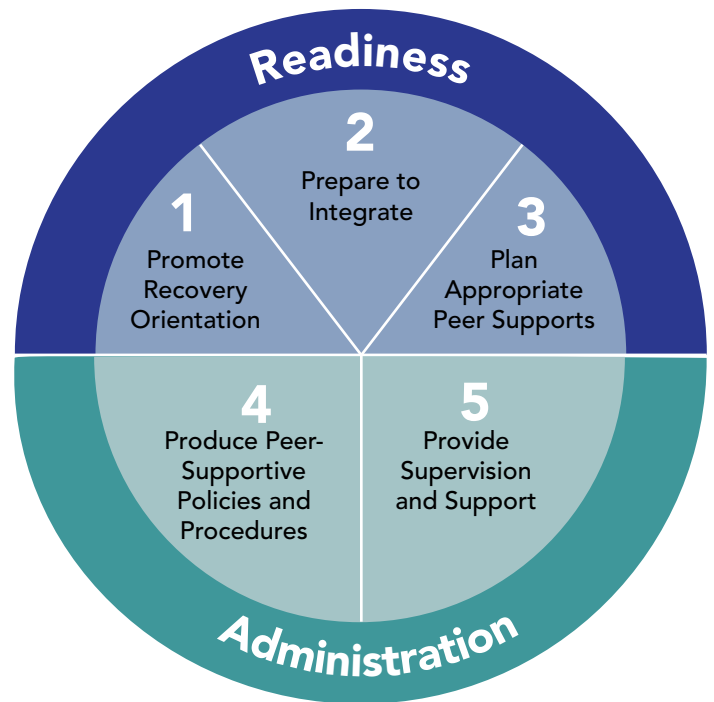 Readiness
1
Promote
Recovery
Orientation
2
Prepare to
Integrate
3
Plan
Appropriate
Peer Supports
4
Produce Peer-
Supportive
Policies and
Procedures
5
Provide
Supervision
and Support
Administration